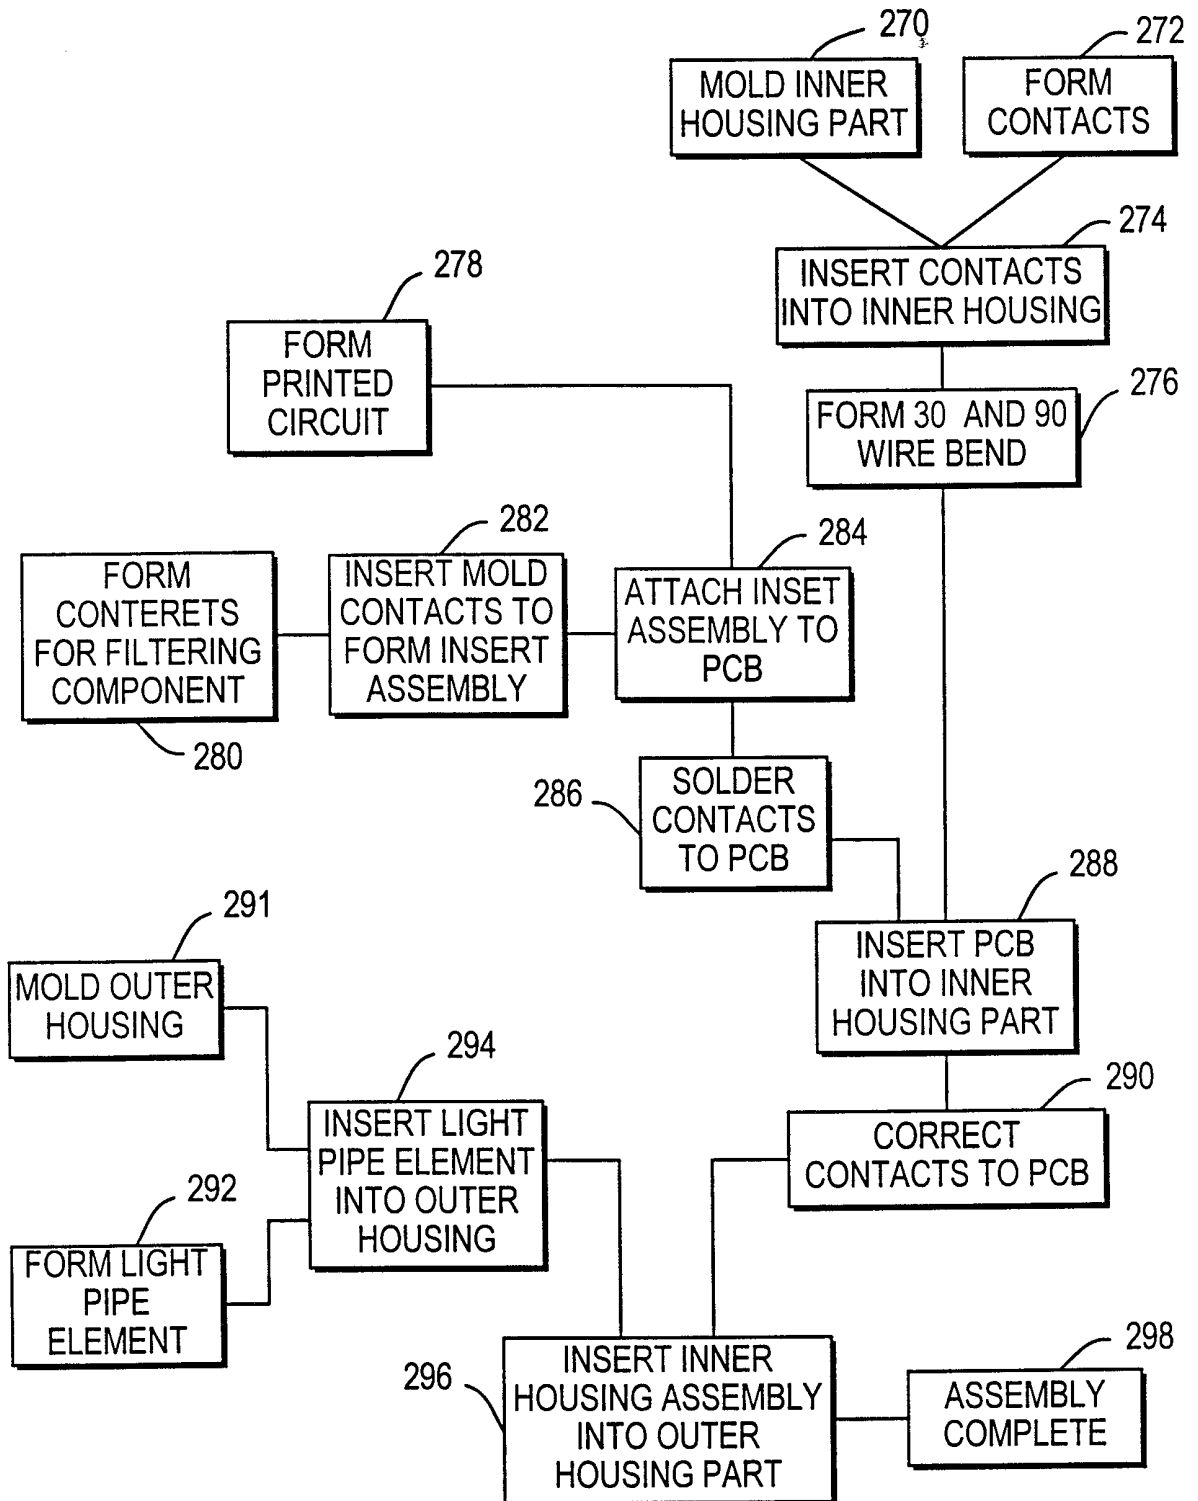 270
MOLD INNER
HOUSING PART
272
FORM
CONTACTS
274
INSERT CONTACTS
INTO INNER HOUSING
276
FORM 30 AND 90
WIRE BEND
278
FORM
PRINTED
CIRCUIT
280
FORM
CONTERETS
FOR FILTERING
COMPONENT
282
INSERT MOLD
CONTACTS TO
FORM INSERT
ASSEMBLY
284
ATTACH INSET
ASSEMBLY TO
PCB
286
SOLDER
CONTACTS
TO PCB
288
INSERT PCB
INTO INNER
HOUSING PART
290
CORRECT
CONTACTS TO PCB
291
MOLD OUTER
HOUSING
292
FORM LIGHT
PIPE
ELEMENT
294
INSERT LIGHT
PIPE ELEMENT
INTO OUTER
HOUSING
296
INSERT INNER
HOUSING ASSEMBLY
INTO OUTER
HOUSING PART
298
ASSEMBLY
COMPLETE